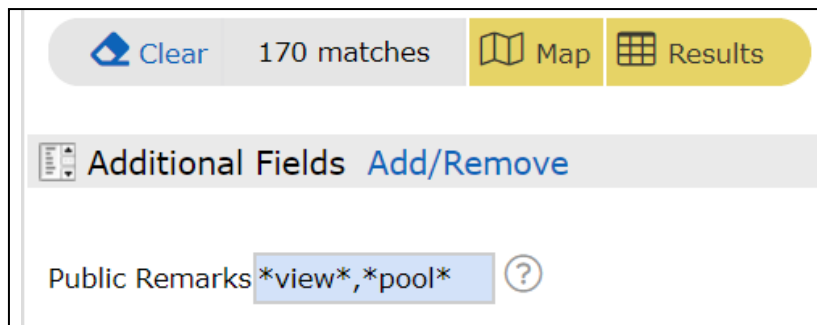 Clear 170 matches Map Results
Additional Fields Add/Remove
Public Remarks *view*,*pool* ?